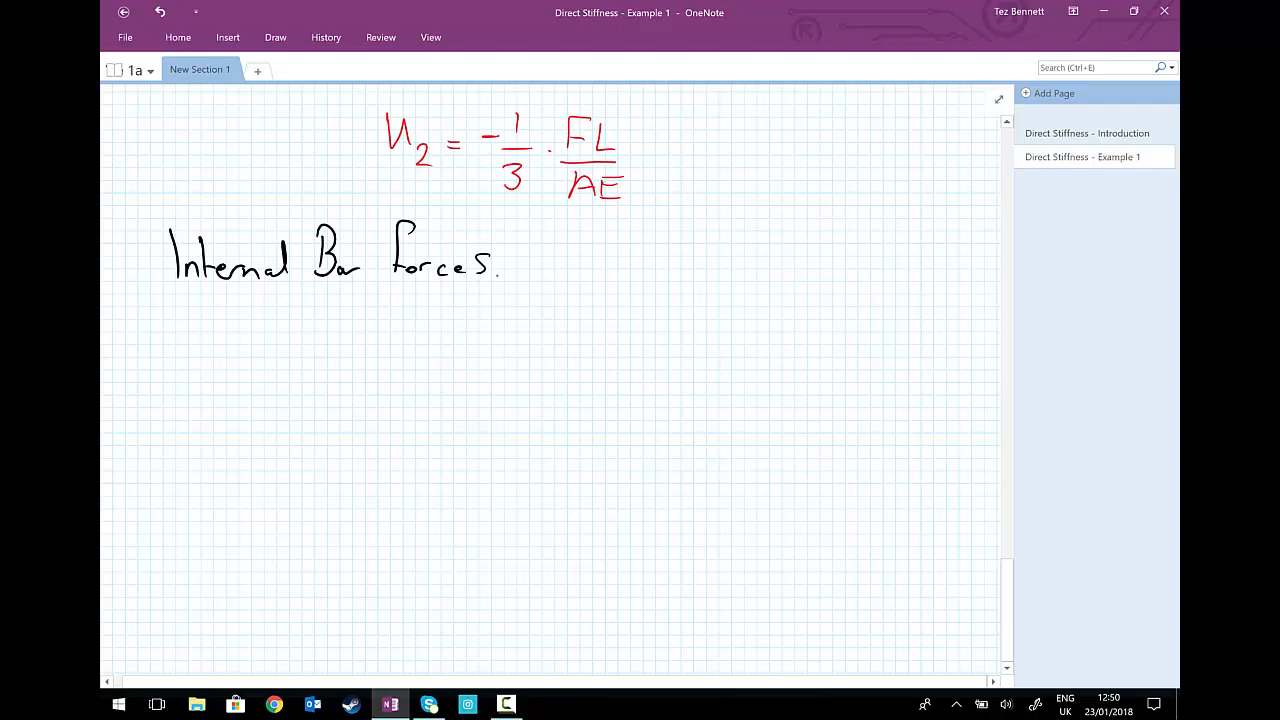 Direct Stiffness - Example 1 - OneNote
Tez Bennett
File Home Insert Draw History Review View
1a New Section 1
Search (Ctrl+E)
Add Page
Direct Stiffness - Introduction
Direct Stiffness - Example 1
U2 = -1/3 . FL/AE
Internal Bar forces.
ENG 12:50
UK 23/01/2018